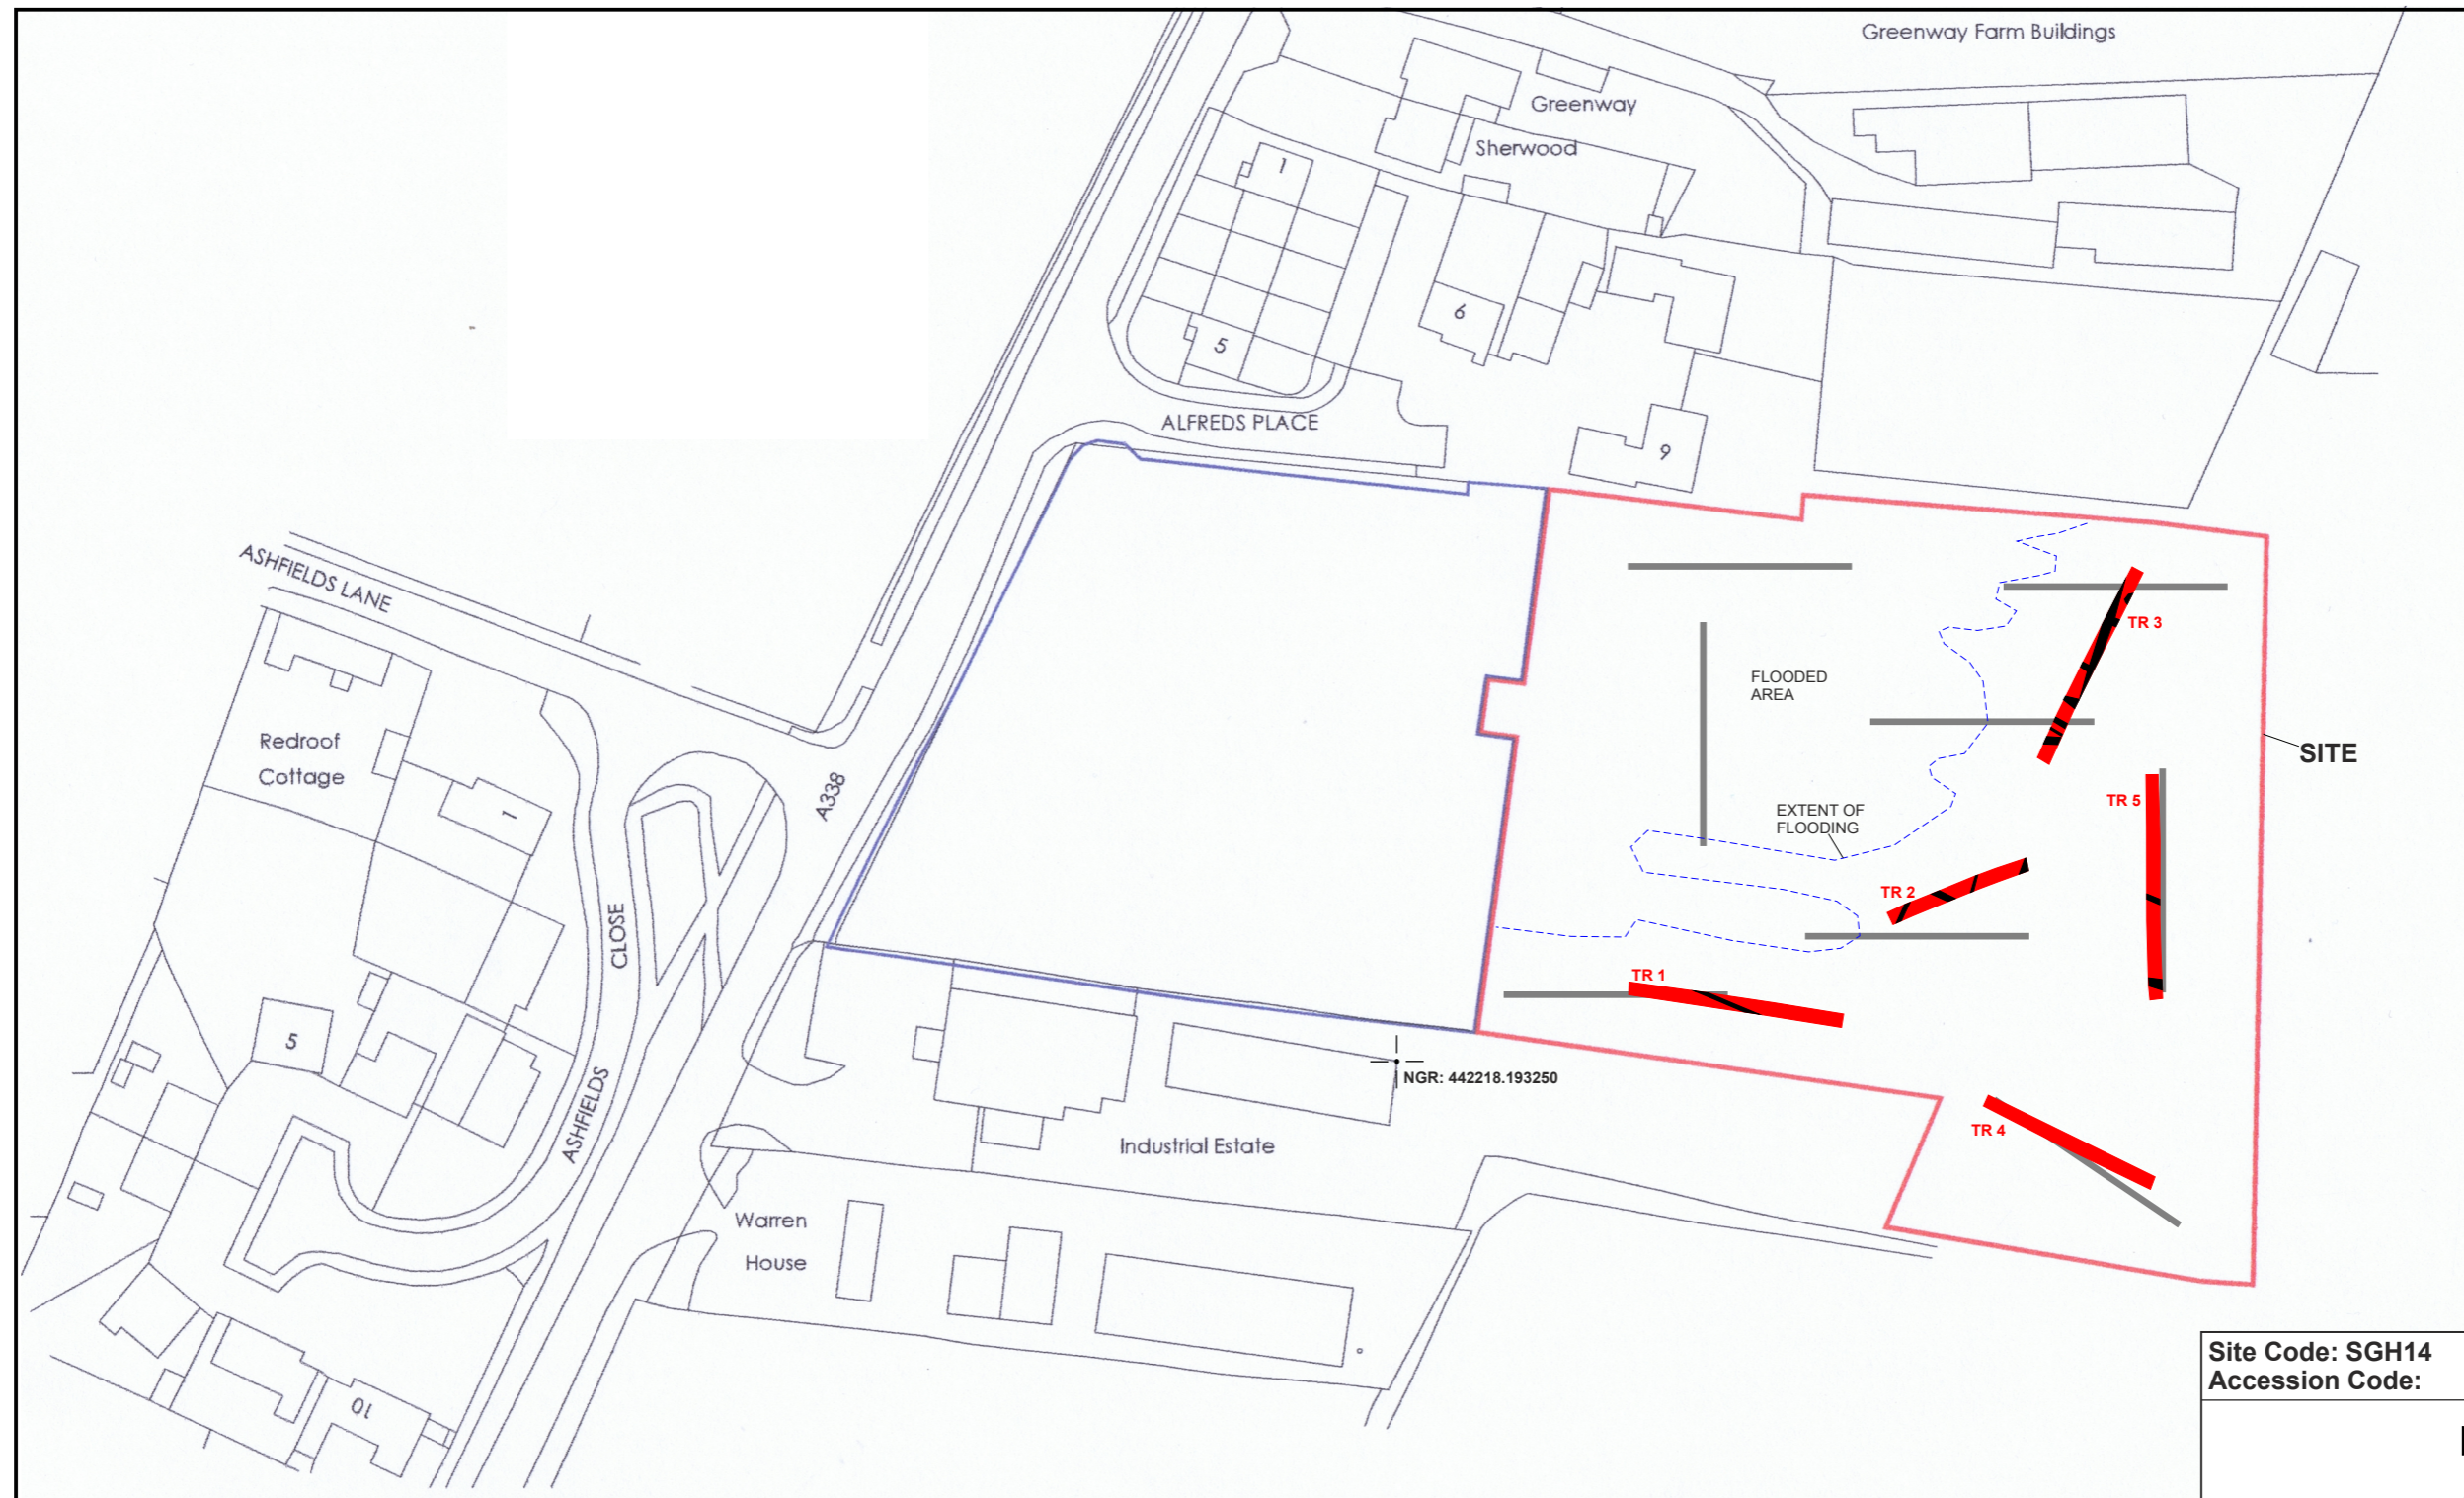 Greenway Farm Buildings
Greenway
Sherwood
1
6
5
ALFREDS PLACE
9
ASHFIELDS LANE
TR 3
FLOODED
AREA
Redroof
Cottage
SITE
A338
1
EXTENT OF
FLOODING
TR 5
TR 2
CLOSE
TR 1
5
NGR: 442218.193250
ASHFIELDS
Industrial Estate
TR 4
Warren
House
Site Code: SGH14
Accession Code:
10